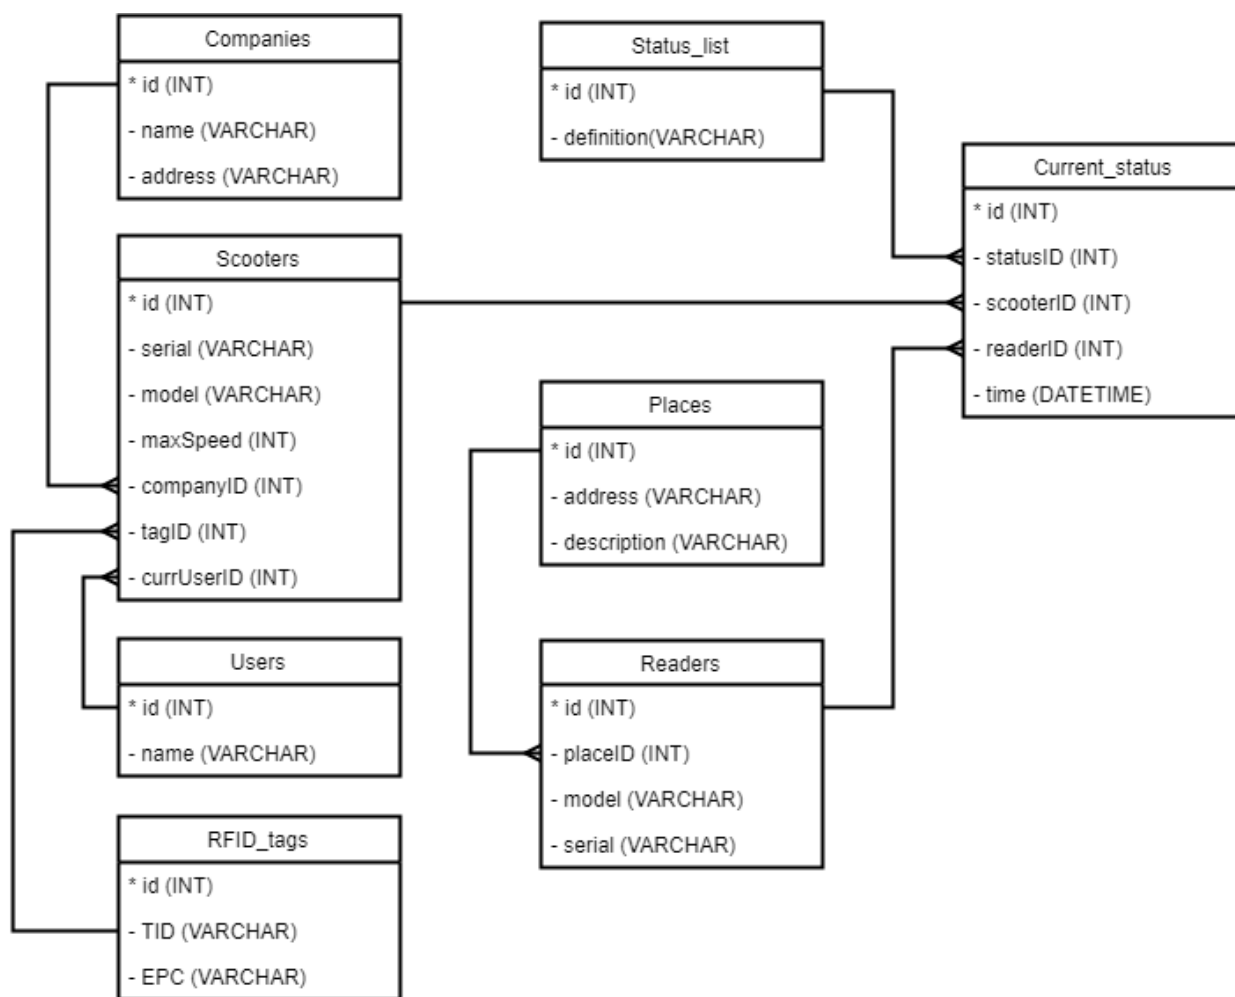 Companies
* id (INT)
- name (VARCHAR)
- address (VARCHAR)
Scooters
* id (INT)
- serial (VARCHAR)
- model (VARCHAR)
- maxSpeed (INT)
- companyID (INT)
- tagID (INT)
- currUserID (INT)
Users
* id (INT)
- name (VARCHAR)
RFID_tags
* id (INT)
- TID (VARCHAR)
- EPC (VARCHAR)
Status_list
* id (INT)
- definition(VARCHAR)
Places
* id (INT)
- address (VARCHAR)
- description (VARCHAR)
Readers
* id (INT)
- placeID (INT)
- model (VARCHAR)
- serial (VARCHAR)
Current_status
* id (INT)
- statusID (INT)
- scooterID (INT)
- readerID (INT)
- time (DATETIME)